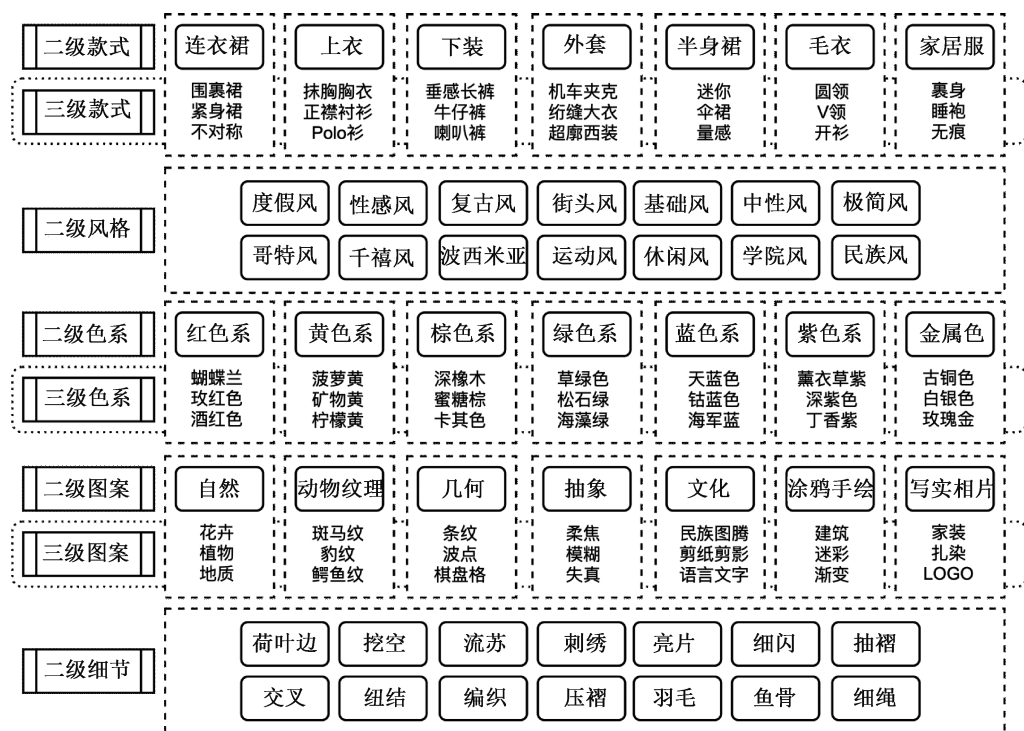 二级款式
连衣裙
上衣
下装
外套
半身裙
毛衣
家居服
三级款式
围裹裙
紧身裙
不对称
抹胸胸衣
正襟衬衫
Polo衫
垂感长裤
牛仔裤
喇叭裤
机车夹克
绗缝大衣
超廓西装
迷你
伞裙
量感
圆领
V领
开衫
裹身
睡袍
无痕
二级风格
度假风
性感风
复古风
街头风
基础风
中性风
极简风
哥特风
千禧风
波西米亚
运动风
休闲风
学院风
民族风
二级色系
红色系
黄色系
棕色系
绿色系
蓝色系
紫色系
金属色
三级色系
蝴蝶兰
玫红色
酒红色
菠萝黄
矿物黄
柠檬黄
深橡木
蜜糖棕
卡其色
草绿色
松石绿
海藻绿
天蓝色
钴蓝色
海军蓝
薰衣草紫
深紫色
丁香紫
古铜色
白银色
玫瑰金
二级图案
自然
动物纹理
几何
抽象
文化
涂鸦手绘
写实相片
三级图案
花卉
植物
地质
斑马纹
豹纹
鳄鱼纹
条纹
波点
棋盘格
柔焦
模糊
失真
民族图腾
剪纸剪影
语言文字
建筑
迷彩
渐变
家装
扎染
LOGO
二级细节
荷叶边
挖空
流苏
刺绣
亮片
细闪
抽褶
交叉
纽结
编织
压褶
羽毛
鱼骨
细绳